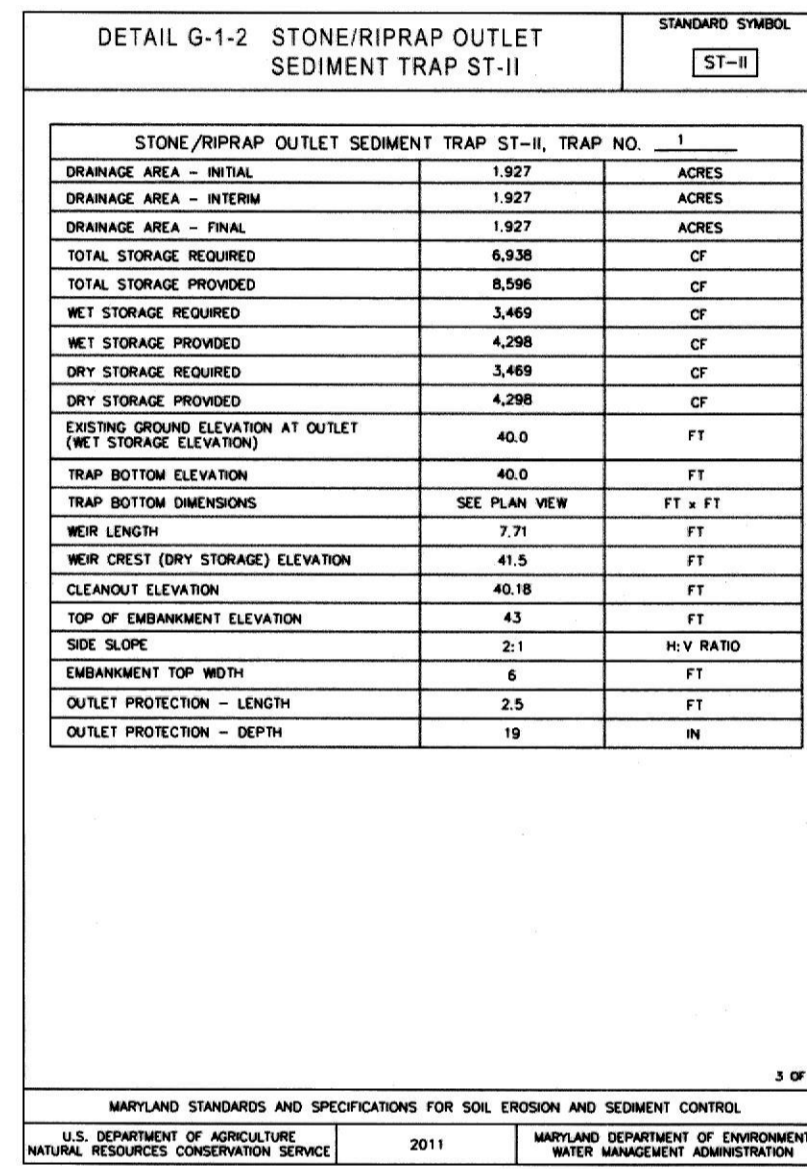 DETAIL G-1-2 STONE/RIPRAP OUTLET
SEDIMENT TRAP ST-II
STANDARD SYMBOL
ST-II
STONE/RIPRAP OUTLET SEDIMENT TRAP ST-II, TRAP NO. 1
DRAINAGE AREA - INITIAL 1.927 ACRES
DRAINAGE AREA - INTERIM 1.927 ACRES
DRAINAGE AREA - FINAL 1.927 ACRES
TOTAL STORAGE REQUIRED 6,938 CF
TOTAL STORAGE PROVIDED 8,596 CF
WET STORAGE REQUIRED 3,469 CF
WET STORAGE PROVIDED 4,298 CF
DRY STORAGE REQUIRED 3,469 CF
DRY STORAGE PROVIDED 4,298 CF
EXISTING GROUND ELEVATION AT OUTLET
(WET STORAGE ELEVATION) 40.0 FT
TRAP BOTTOM ELEVATION 40.0 FT
TRAP BOTTOM DIMENSIONS SEE PLAN VIEW FT x FT
WEIR LENGTH 7.71 FT
WEIR CREST (DRY STORAGE) ELEVATION 41.5 FT
CLEANOUT ELEVATION 40.18 FT
TOP OF EMBANKMENT ELEVATION 43 FT
SIDE SLOPE 2:1 H:V RATIO
EMBANKMENT TOP WIDTH 6 FT
OUTLET PROTECTION - LENGTH 2.5 FT
OUTLET PROTECTION - DEPTH 19 IN
3 OF
MARYLAND STANDARDS AND SPECIFICATIONS FOR SOIL EROSION AND SEDIMENT CONTROL
U.S. DEPARTMENT OF AGRICULTURE
NATURAL RESOURCES CONSERVATION SERVICE
2011
MARYLAND DEPARTMENT OF ENVIRONMENT
WATER MANAGEMENT ADMINISTRATION